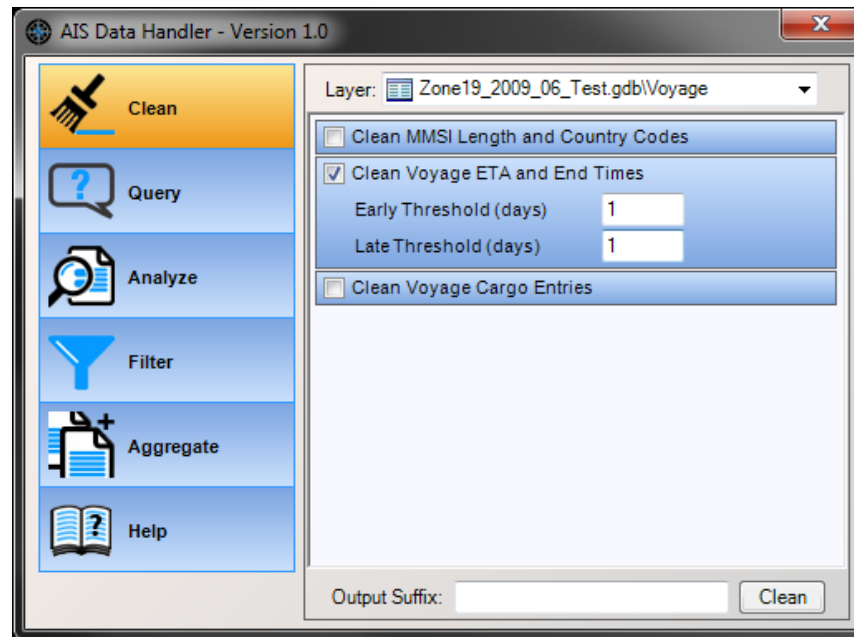 AIS Data Handler - Version 1.0
Clean
Query
Analyze
Filter
Aggregate
Help
Layer: Zone19_2009_06_Test.gdb\Voyage
Clean MMSI Length and Country Codes
Clean Voyage ETA and End Times
Early Threshold (days) 1
Late Threshold (days) 1
Clean Voyage Cargo Entries
Output Suffix: Clean